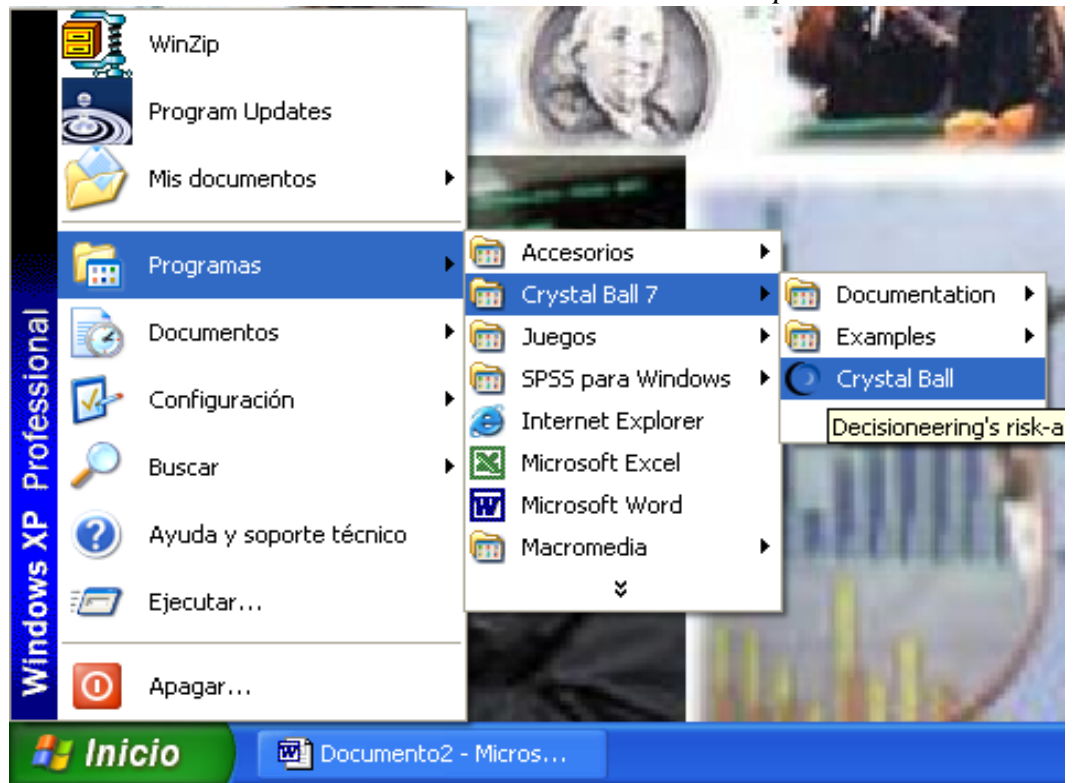 WinZip
Program Updates
Mis documentos
Programas
Documentos
Configuración
Buscar
Ayuda y soporte técnico
Ejecutar...
Apagar...
Windows XP Professional
Accesorios
Crystal Ball 7
Juegos
SPSS para Windows
Internet Explorer
Microsoft Excel
Microsoft Word
Macromedia
Documentation
Examples
Crystal Ball
Decisioneering's risk-a
Inicio
Documento2 - Micros...